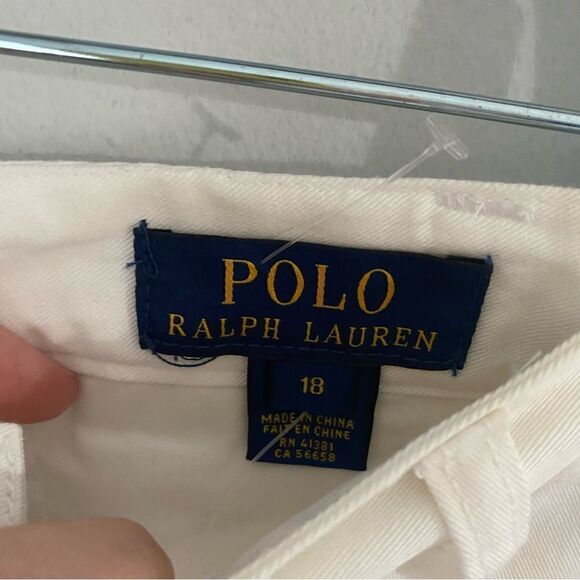 POLO
RALPH LAUREN
18
MADE IN CHINA
FAIT EN CHINE
RN 41381
CA 56658